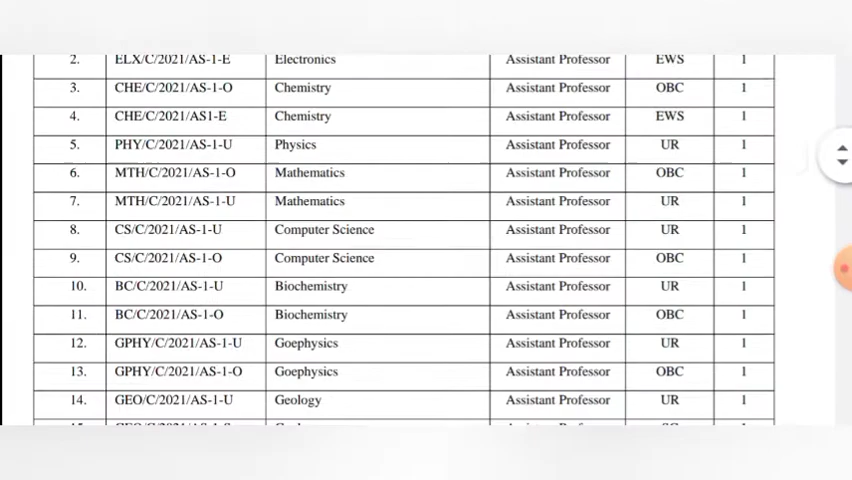 2. ELX/C/2021/AS-1-E Electronics Assistant Professor EWS 1
3. CHE/C/2021/AS-1-O Chemistry Assistant Professor OBC 1
4. CHE/C/2021/AS1-E Chemistry Assistant Professor EWS 1
5. PHY/C/2021/AS-1-U Physics Assistant Professor UR 1
6. MTH/C/2021/AS-1-O Mathematics Assistant Professor OBC 1
7. MTH/C/2021/AS-1-U Mathematics Assistant Professor UR 1
8. CS/C/2021/AS-1-U Computer Science Assistant Professor UR 1
9. CS/C/2021/AS-1-O Computer Science Assistant Professor OBC 1
10. BC/C/2021/AS-1-U Biochemistry Assistant Professor UR 1
11. BC/C/2021/AS-1-O Biochemistry Assistant Professor OBC 1
12. GPHY/C/2021/AS-1-U Goephysics Assistant Professor UR 1
13. GPHY/C/2021/AS-1-O Goephysics Assistant Professor OBC 1
14. GEO/C/2021/AS-1-U Geology Assistant Professor UR 1